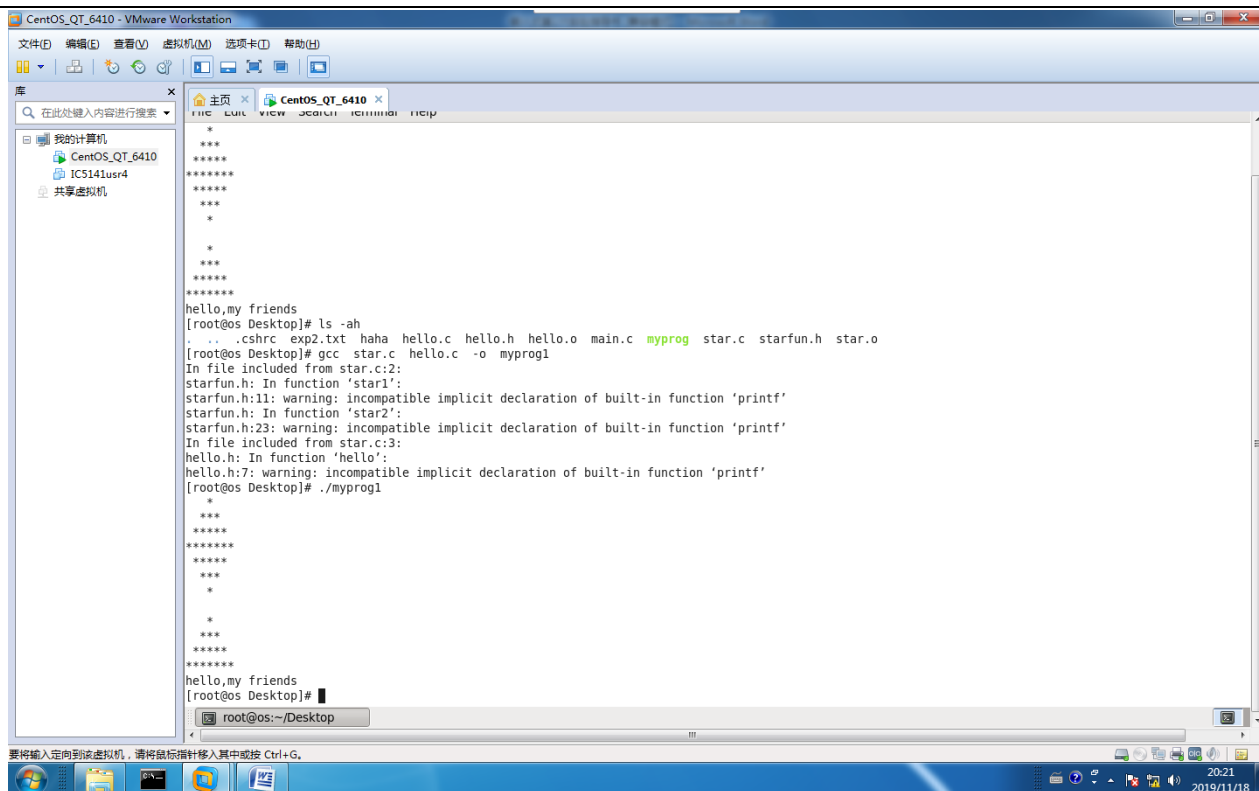 CentOS_QT_6410 - VMware Workstation
文件(F) 编辑(E) 查看(V) 虚拟机(M) 选项卡(T) 帮助(H)
库
主页 CentOS_QT_6410
在此处键入内容进行搜索
File Edit View Search Terminal Help
我的计算机
CentOS_QT_6410
IC5141usr4
共享虚拟机
   *
  ***
 *****
*******
 *****
  ***
   *
   *
  ***
 *****
*******
hello,my friends
[root@os Desktop]# ls -ah
. .. .cshrc exp2.txt haha hello.c hello.h hello.o main.c myprog star.c starfun.h star.o
[root@os Desktop]# gcc  star.c  hello.c  -o  myprog1
In file included from star.c:2:
starfun.h: In function ‘star1’:
starfun.h:11: warning: incompatible implicit declaration of built-in function ‘printf’
starfun.h: In function ‘star2’:
starfun.h:23: warning: incompatible implicit declaration of built-in function ‘printf’
In file included from star.c:3:
hello.h: In function ‘hello’:
hello.h:7: warning: incompatible implicit declaration of built-in function ‘printf’
[root@os Desktop]# ./myprog1
   *
  ***
 *****
*******
 *****
  ***
   *
   *
  ***
 *****
*******
hello,my friends
[root@os Desktop]#
root@os:~/Desktop
要将输入定向到该虚拟机，请将鼠标指针移入其中或按 Ctrl+G。
20:21
2019/11/18